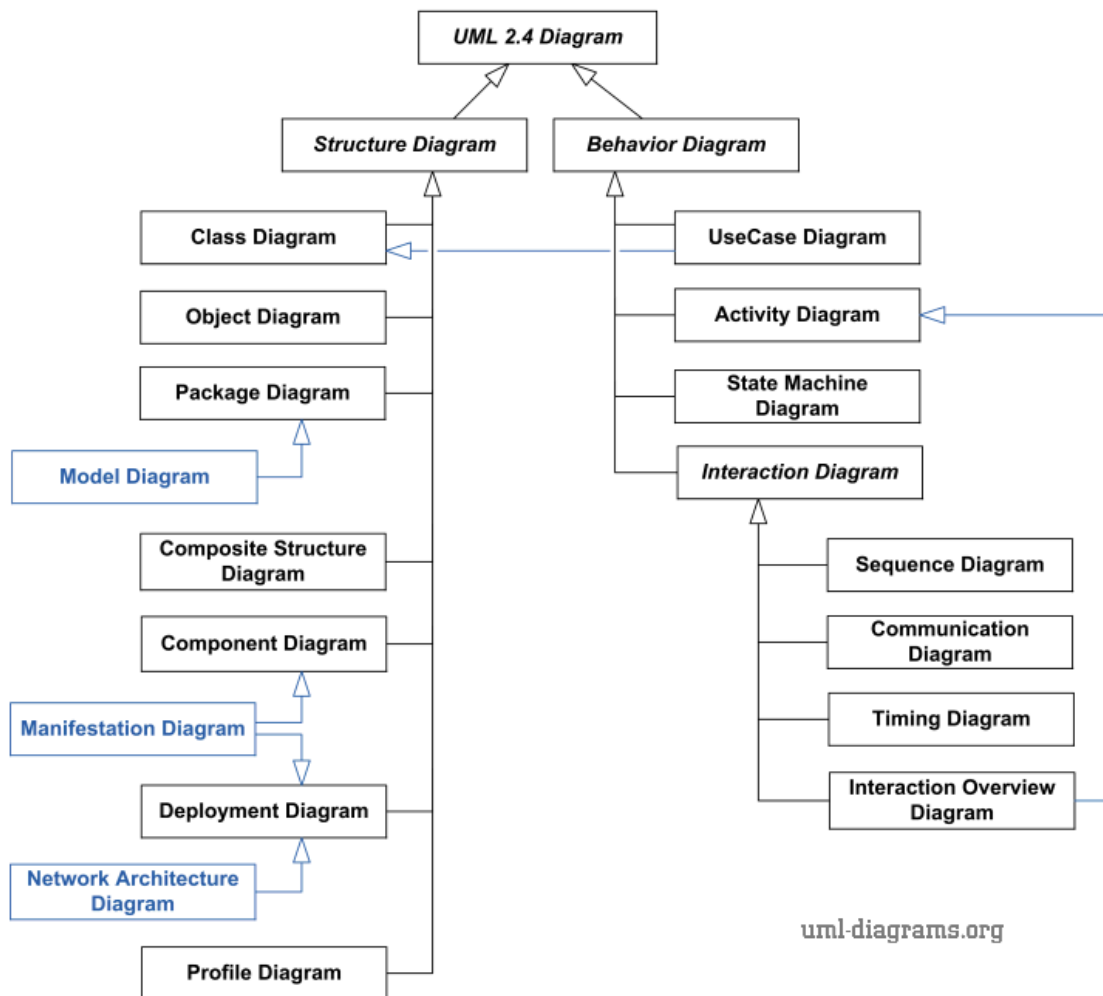 UML 2.4 Diagram
Structure Diagram
Behavior Diagram
Class Diagram
UseCase Diagram
Object Diagram
Activity Diagram
Package Diagram
State Machine
Diagram
Model Diagram
Interaction Diagram
Composite Structure
Diagram
Sequence Diagram
Component Diagram
Communication
Diagram
Manifestation Diagram
Timing Diagram
Deployment Diagram
Interaction Overview
Diagram
Network Architecture
Diagram
uml-diagrams.org
Profile Diagram